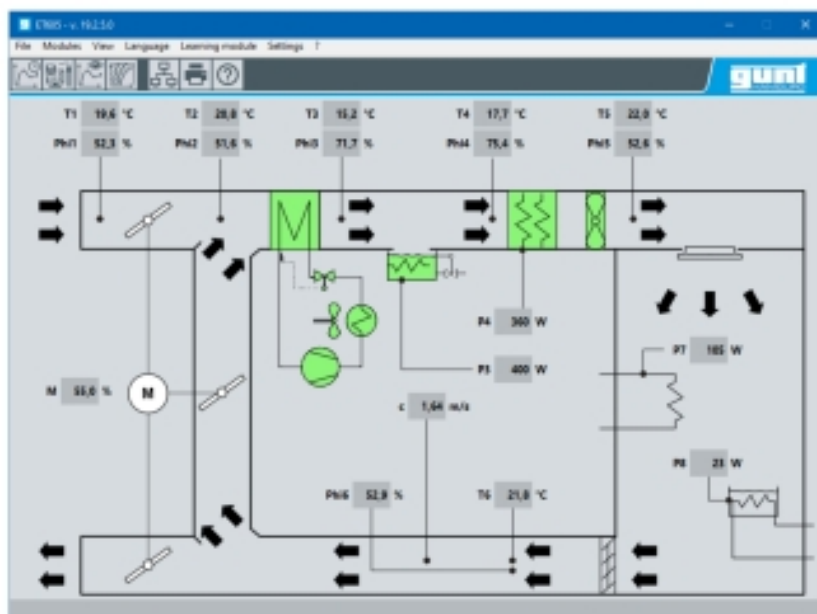 ET605 - v. 19.2.5.0
File Modules View Language Learning module Settings ?
gunt
T1 19,6 °C T2 20,8 °C T3 15,2 °C T4 17,7 °C T5 22,0 °C
Phi1 52,3 % Phi2 51,6 % Phi3 71,7 % Phi4 75,4 % Phi5 52,6 %
P4 360 W
P7 105 W
P3 400 W
M 55,0 % M
c 1,64 m/s
P8 23 W
Phi6 52,9 % T6 21,8 °C